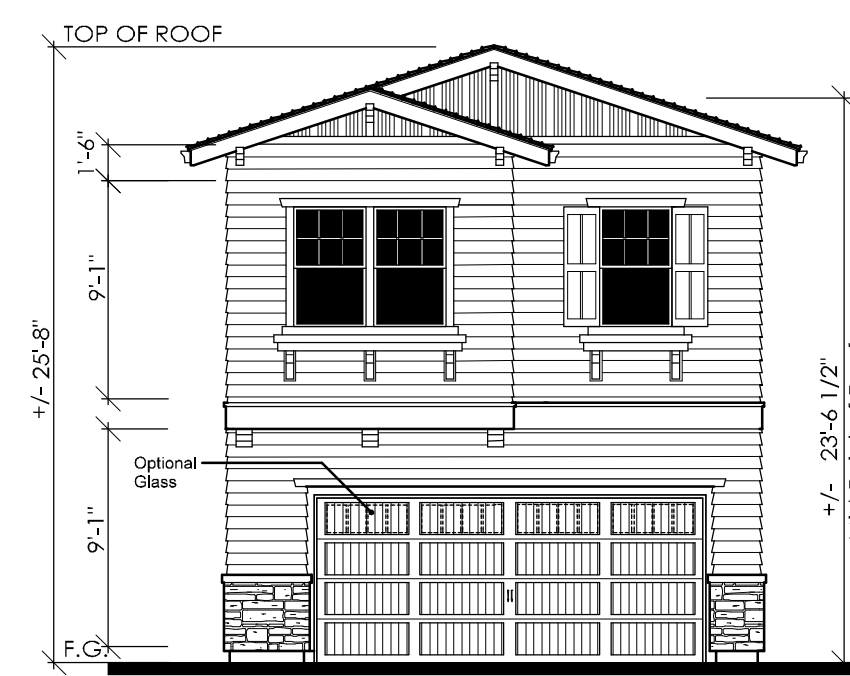 TOP OF ROOF
1'-6"
9'-1"
+/- 25'-8"
+/- 23'-6 1/2"
Optional
Glass
9'-1"
F.G.